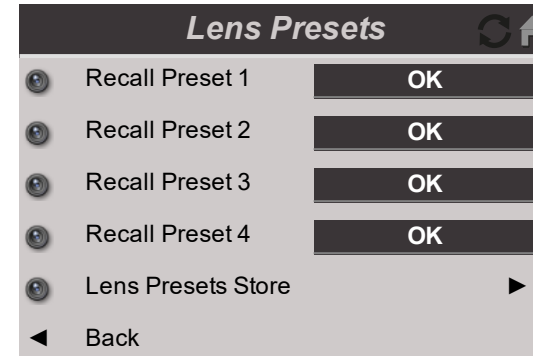 Lens Presets
Recall Preset 1 OK
Recall Preset 2 OK
Recall Preset 3 OK
Recall Preset 4 OK
Lens Presets Store ►
◄ Back